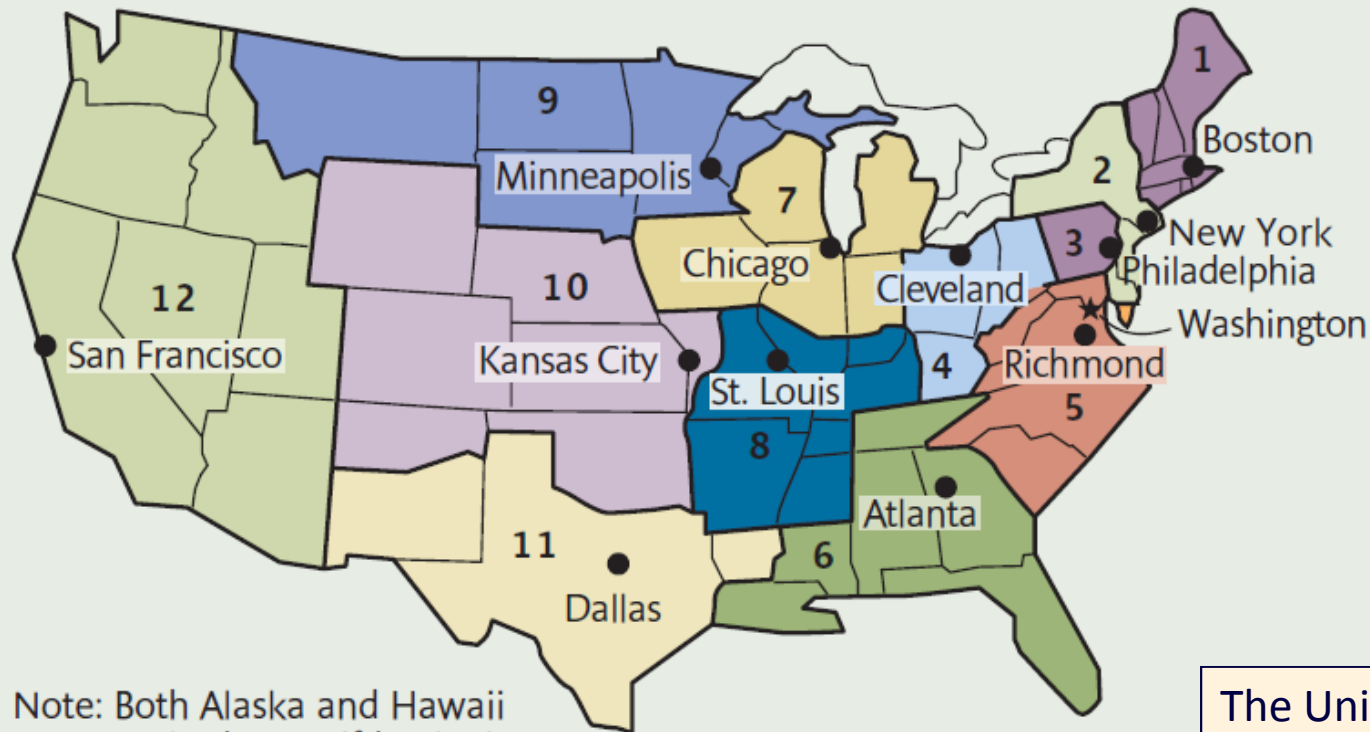 1
9
Boston
2
Minneapolis
7
3
New York
Chicago
Philadelphia
10
Cleveland
12
Washington
San Francisco
Kansas City
4
Richmond
St. Louis
5
8
Atlanta
11
6
Dallas
Note: Both Alaska and Hawaii
The Uni